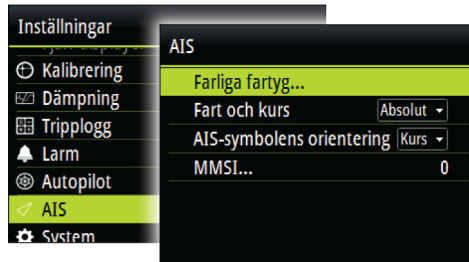 Inställningar
Kalibrering
Dämpning
Tripplogg
Larm
Autopilot
AIS
System
AIS
Farliga fartyg...
Fart och kurs Absolut
AIS-symbolens orientering Kurs
MMSI... 0